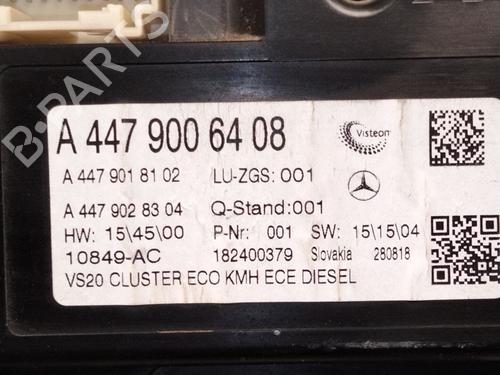 A 447 900 64 08
Visteon
A 447 901 81 02 LU-ZGS: 001
A 447 902 83 04 Q-Stand:001
HW: 15\45\00 P-Nr: 001 SW: 15\15\04
10849-AC 182400379 Slovakia 280818
VS20 CLUSTER ECO KMH ECE DIESEL
B-PARTS